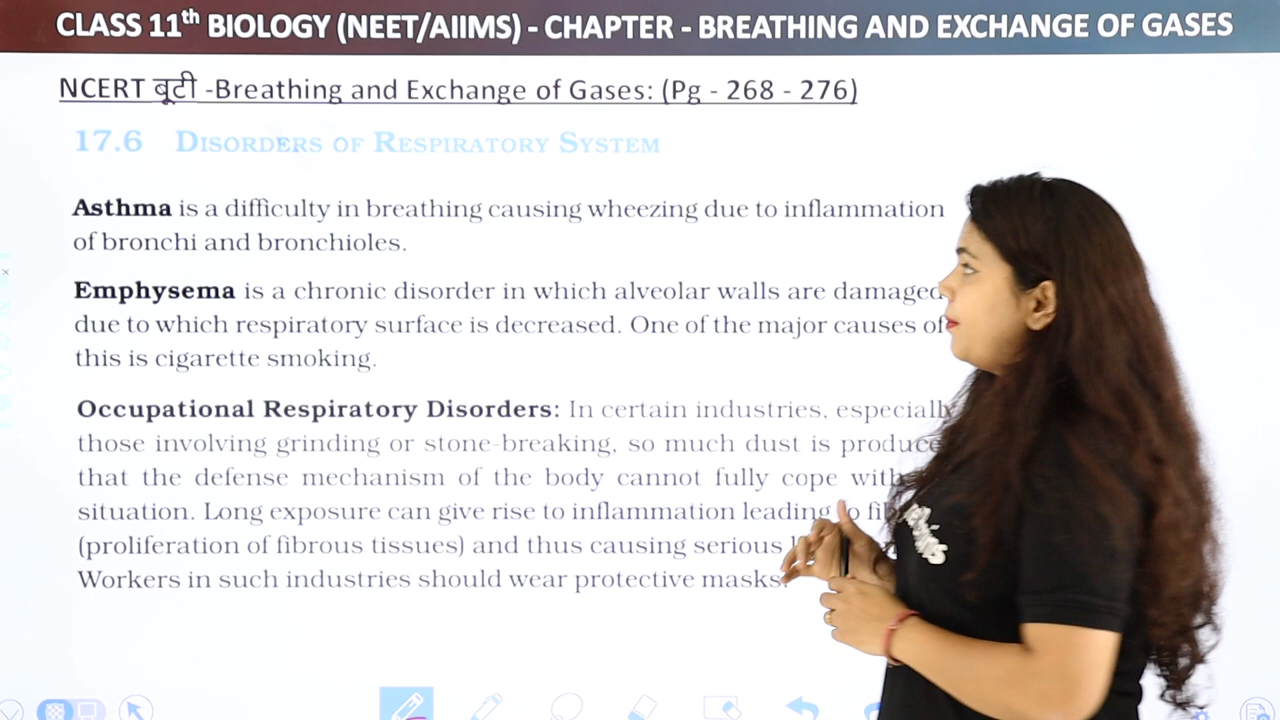 CLASS 11th BIOLOGY (NEET/AIIMS) - CHAPTER - BREATHING AND EXCHANGE OF GASES
NCERT बूटी -Breathing and Exchange of Gases: (Pg - 268 - 276)
17.6 DISORDERS OF RESPIRATORY SYSTEM
Asthma is a difficulty in breathing causing wheezing due to inflammation
of bronchi and bronchioles.
Emphysema is a chronic disorder in which alveolar walls are damaged
due to which respiratory surface is decreased. One of the major causes of
this is cigarette smoking.
Occupational Respiratory Disorders: In certain industries, especiall
those involving grinding or stone-breaking, so much dust is produce
that the defense mechanism of the body cannot fully cope with
situation. Long exposure can give rise to inflammation leading
(proliferation of fibrous tissues) and thus causing serious
Workers in such industries should wear protective masks.